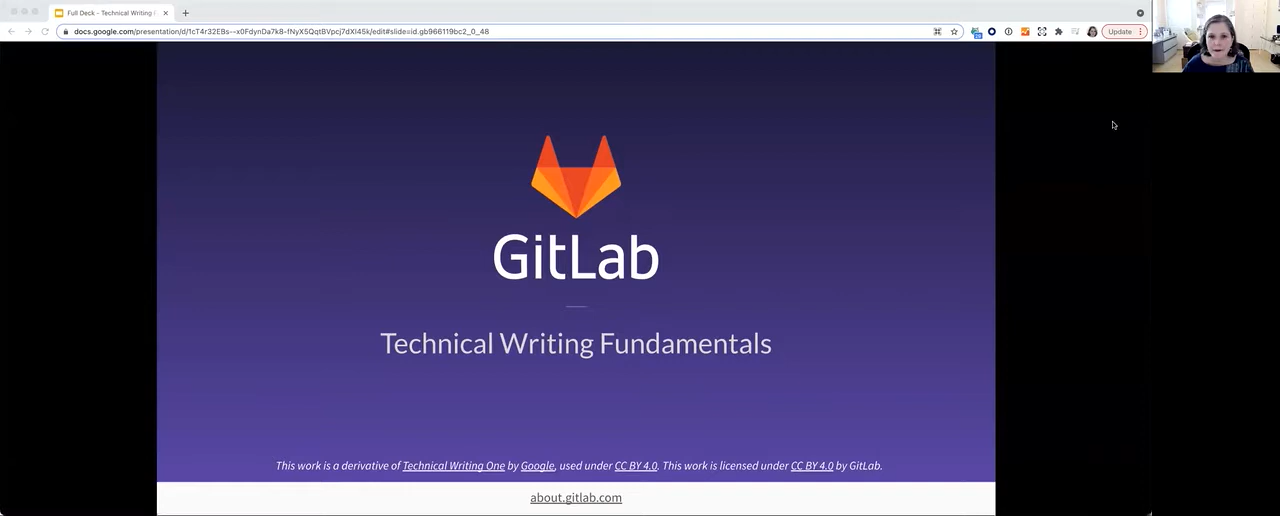 Full Deck - Technical Writing F
docs.google.com/presentation/d/1cT4r32EBs--x0FdynDa7k8-fNyX5QqtBVpcj7dXl45k/edit#slide=id.gb966119bc2_0_48
Update
GitLab
Technical Writing Fundamentals
This work is a derivative of Technical Writing One by Google, used under CC BY 4.0. This work is licensed under CC BY 4.0 by GitLab.
about.gitlab.com